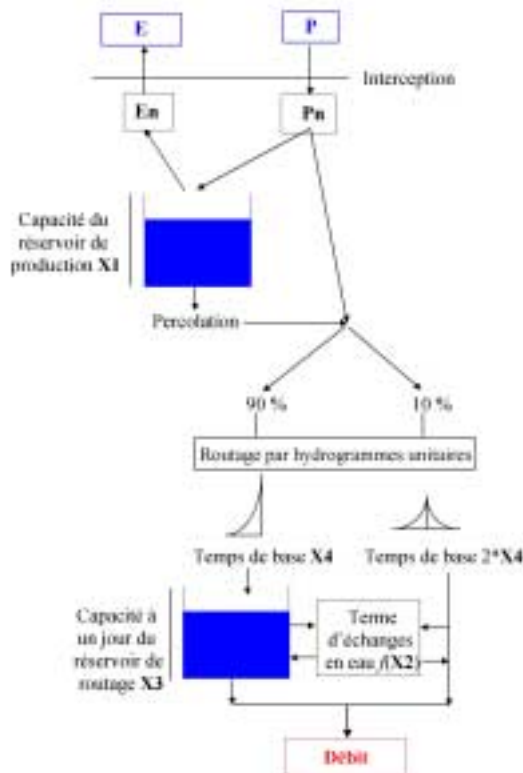 E
P
Interception
En
Pn
Capacité du
réservoir de
production X1
Percolation
90 %
10 %
Routage par hydrogrammes unitaires
Temps de base X4
Temps de base 2*X4
Capacité à
un jour du
réservoir de
routage X3
Terme
d'échanges
en eau f(X2)
Débit